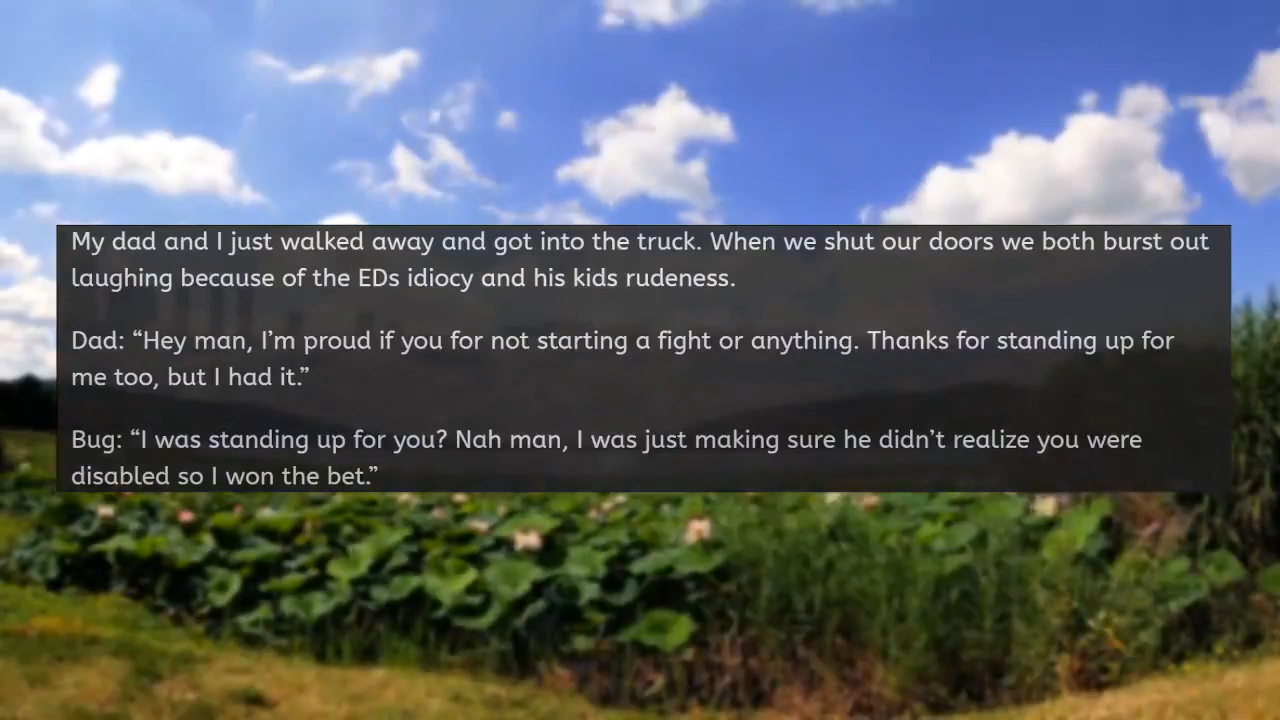 My dad and I just walked away and got into the truck. When we shut our doors we both burst out
laughing because of the EDs idiocy and his kids rudeness.
Dad: “Hey man, I’m proud if you for not starting a fight or anything. Thanks for standing up for
me too, but I had it.”
Bug: “I was standing up for you? Nah man, I was just making sure he didn’t realize you were
disabled so I won the bet.”